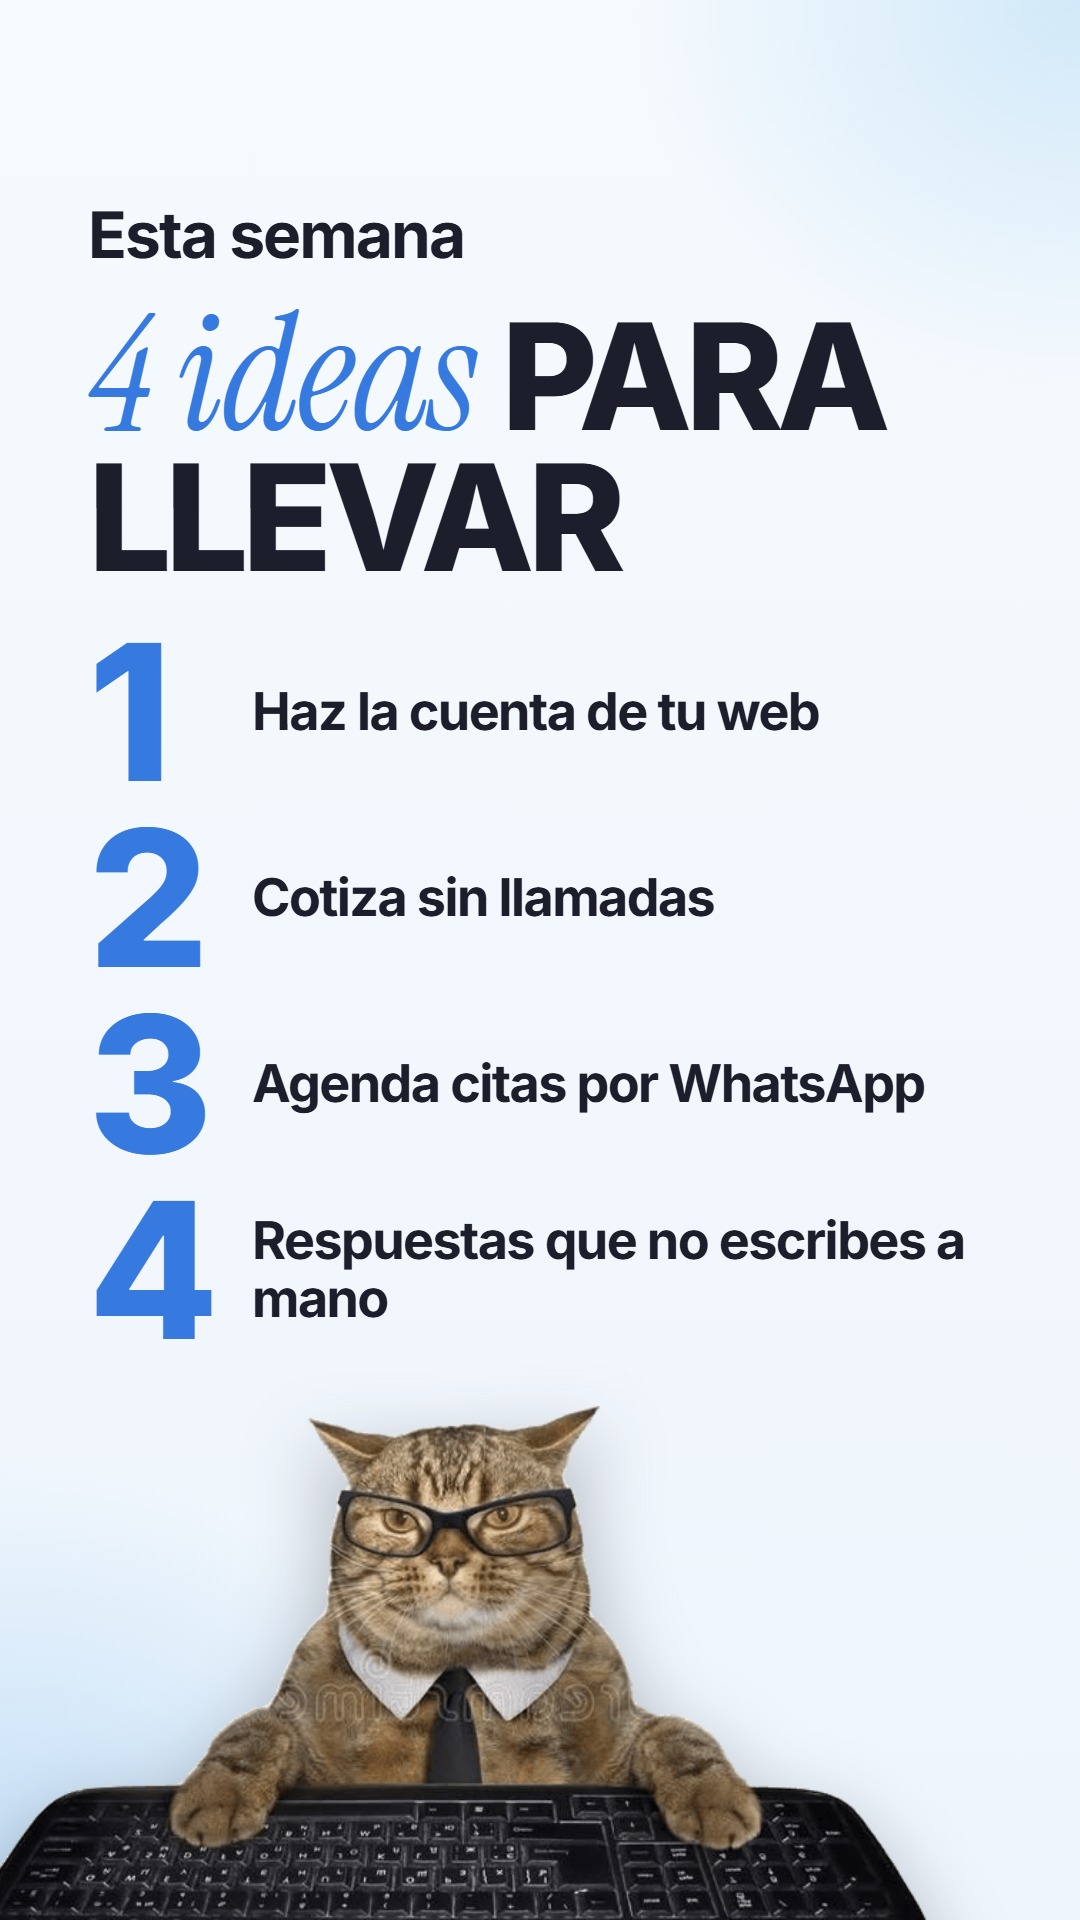 Esta semana
4 ideas PARA
LLEVAR
1 Haz la cuenta de tu web
2 Cotiza sin llamadas
3 Agenda citas por WhatsApp
4 Respuestas que no escribes a
mano